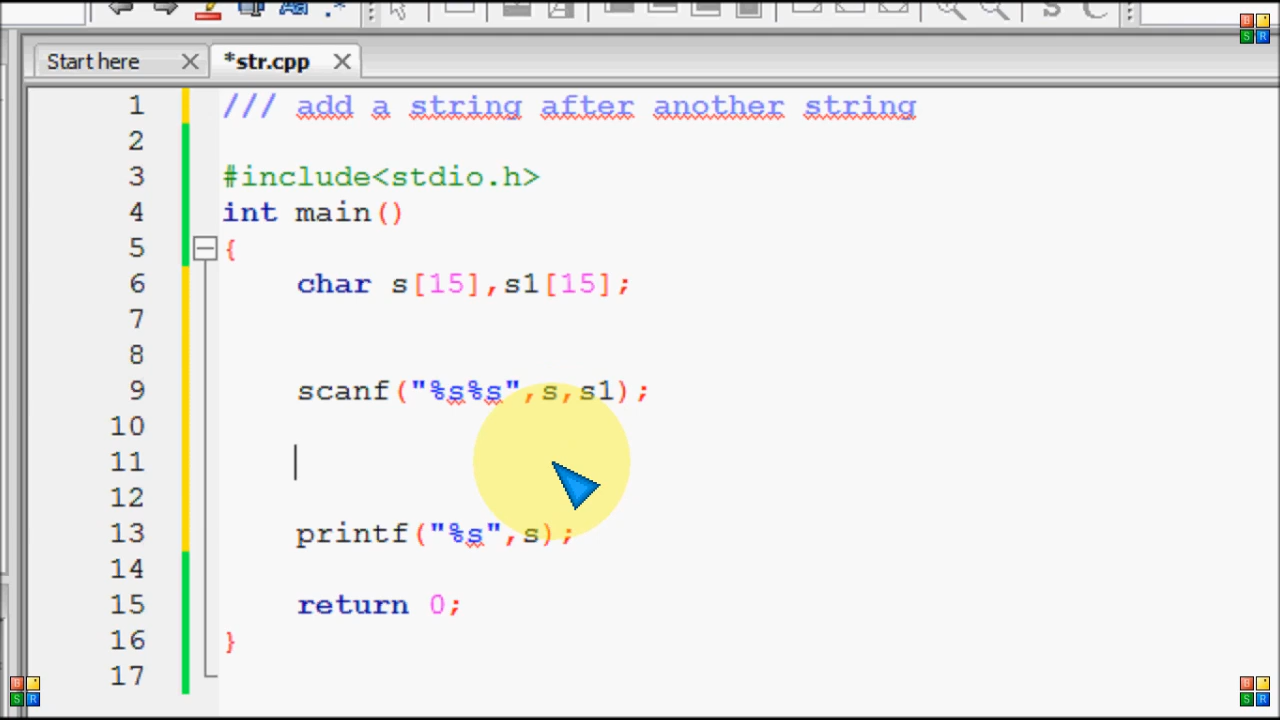 Start here
*str.cpp
1 /// add a string after another string
2
3 #include<stdio.h>
4 int main()
5 {
6 char s[15],s1[15];
7
8
9 scanf("%s%s",s,s1);
10
11
12
13 printf("%s",s);
14
15 return 0;
16 }
17